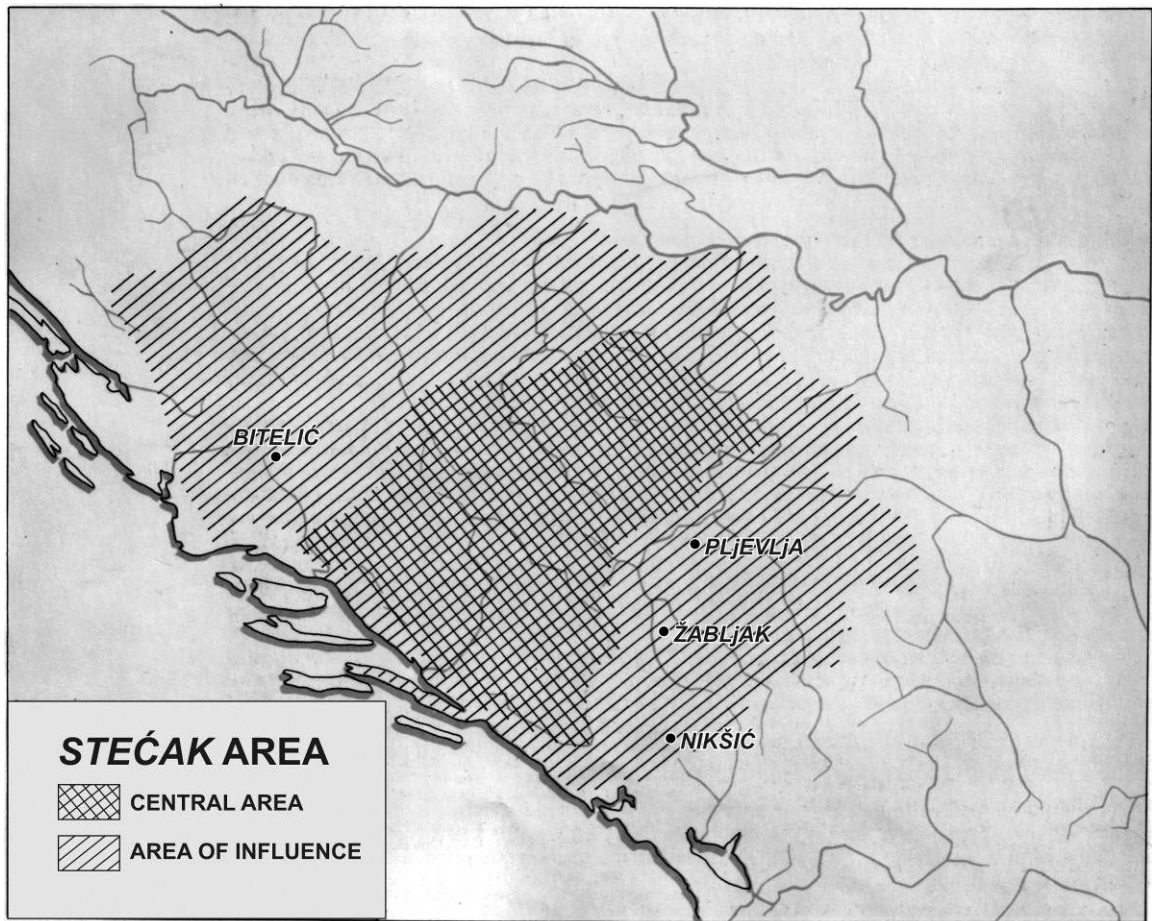 BITELIĆ
PLjEVLjA
ŽABLjAK
NIKŠIĆ
STEĆAK AREA
CENTRAL AREA
AREA OF INFLUENCE